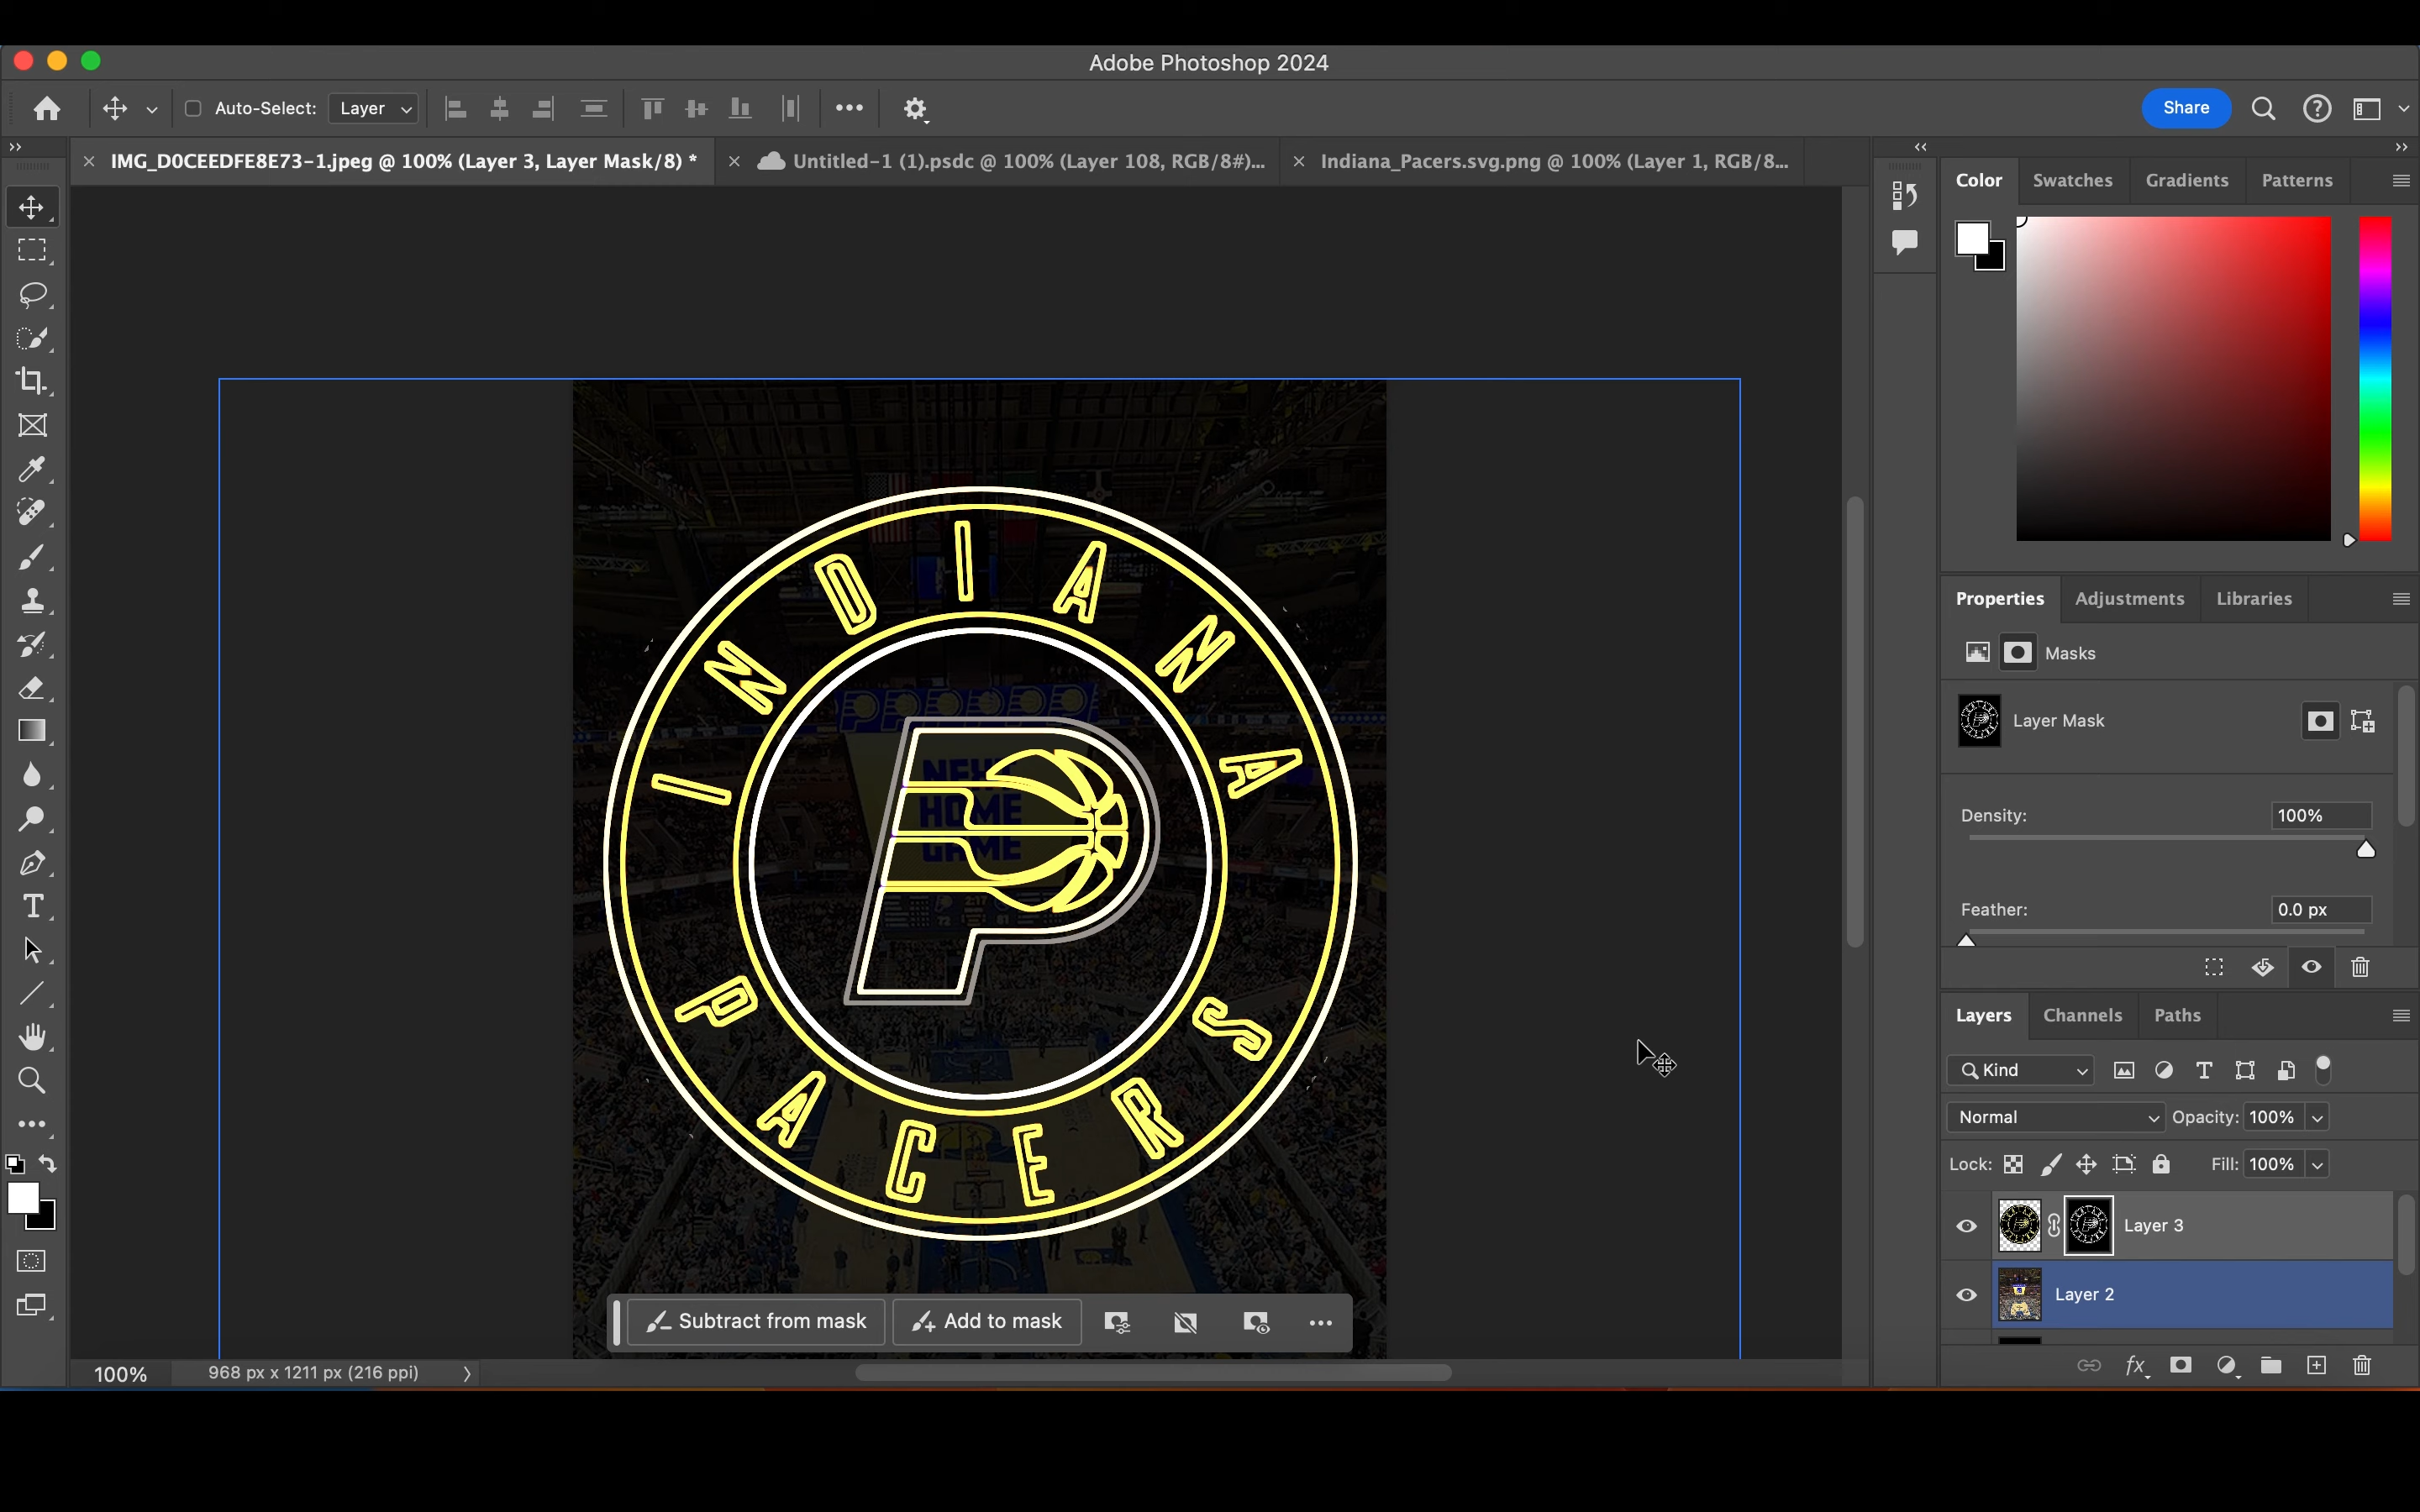 Adobe Photoshop 2024
Auto-Select: Layer
Share
IMG_D0CEEDFE8E73-1.jpeg @ 100% (Layer 3, Layer Mask/8) *
Untitled-1 (1).psdc @ 100% (Layer 108, RGB/8#)...
Indiana_Pacers.svg.png @ 100% (Layer 1, RGB/8...
Color Swatches Gradients Patterns
INDIANA
NEW
HOME
GAME
PACERS
Properties Adjustments Libraries
Masks
Layer Mask
Density: 100%
Feather: 0.0 px
Layers Channels Paths
Kind
Normal Opacity: 100%
Lock: Fill: 100%
Layer 3
Layer 2
Subtract from mask Add to mask
100% 968 px x 1211 px (216 ppi)